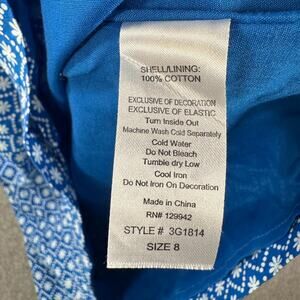 SHELL/LINING:
100% COTTON
EXCLUSIVE OF DECORATION
EXCLUSIVE OF ELASTIC
Turn Inside Out
Machine Wash Cold Separately
Cold Water
Do Not Bleach
Tumble dry Low
Cool Iron
Do Not Iron On Decoration
Made in China
RN# 129942
STYLE # 3G1814
SIZE 8